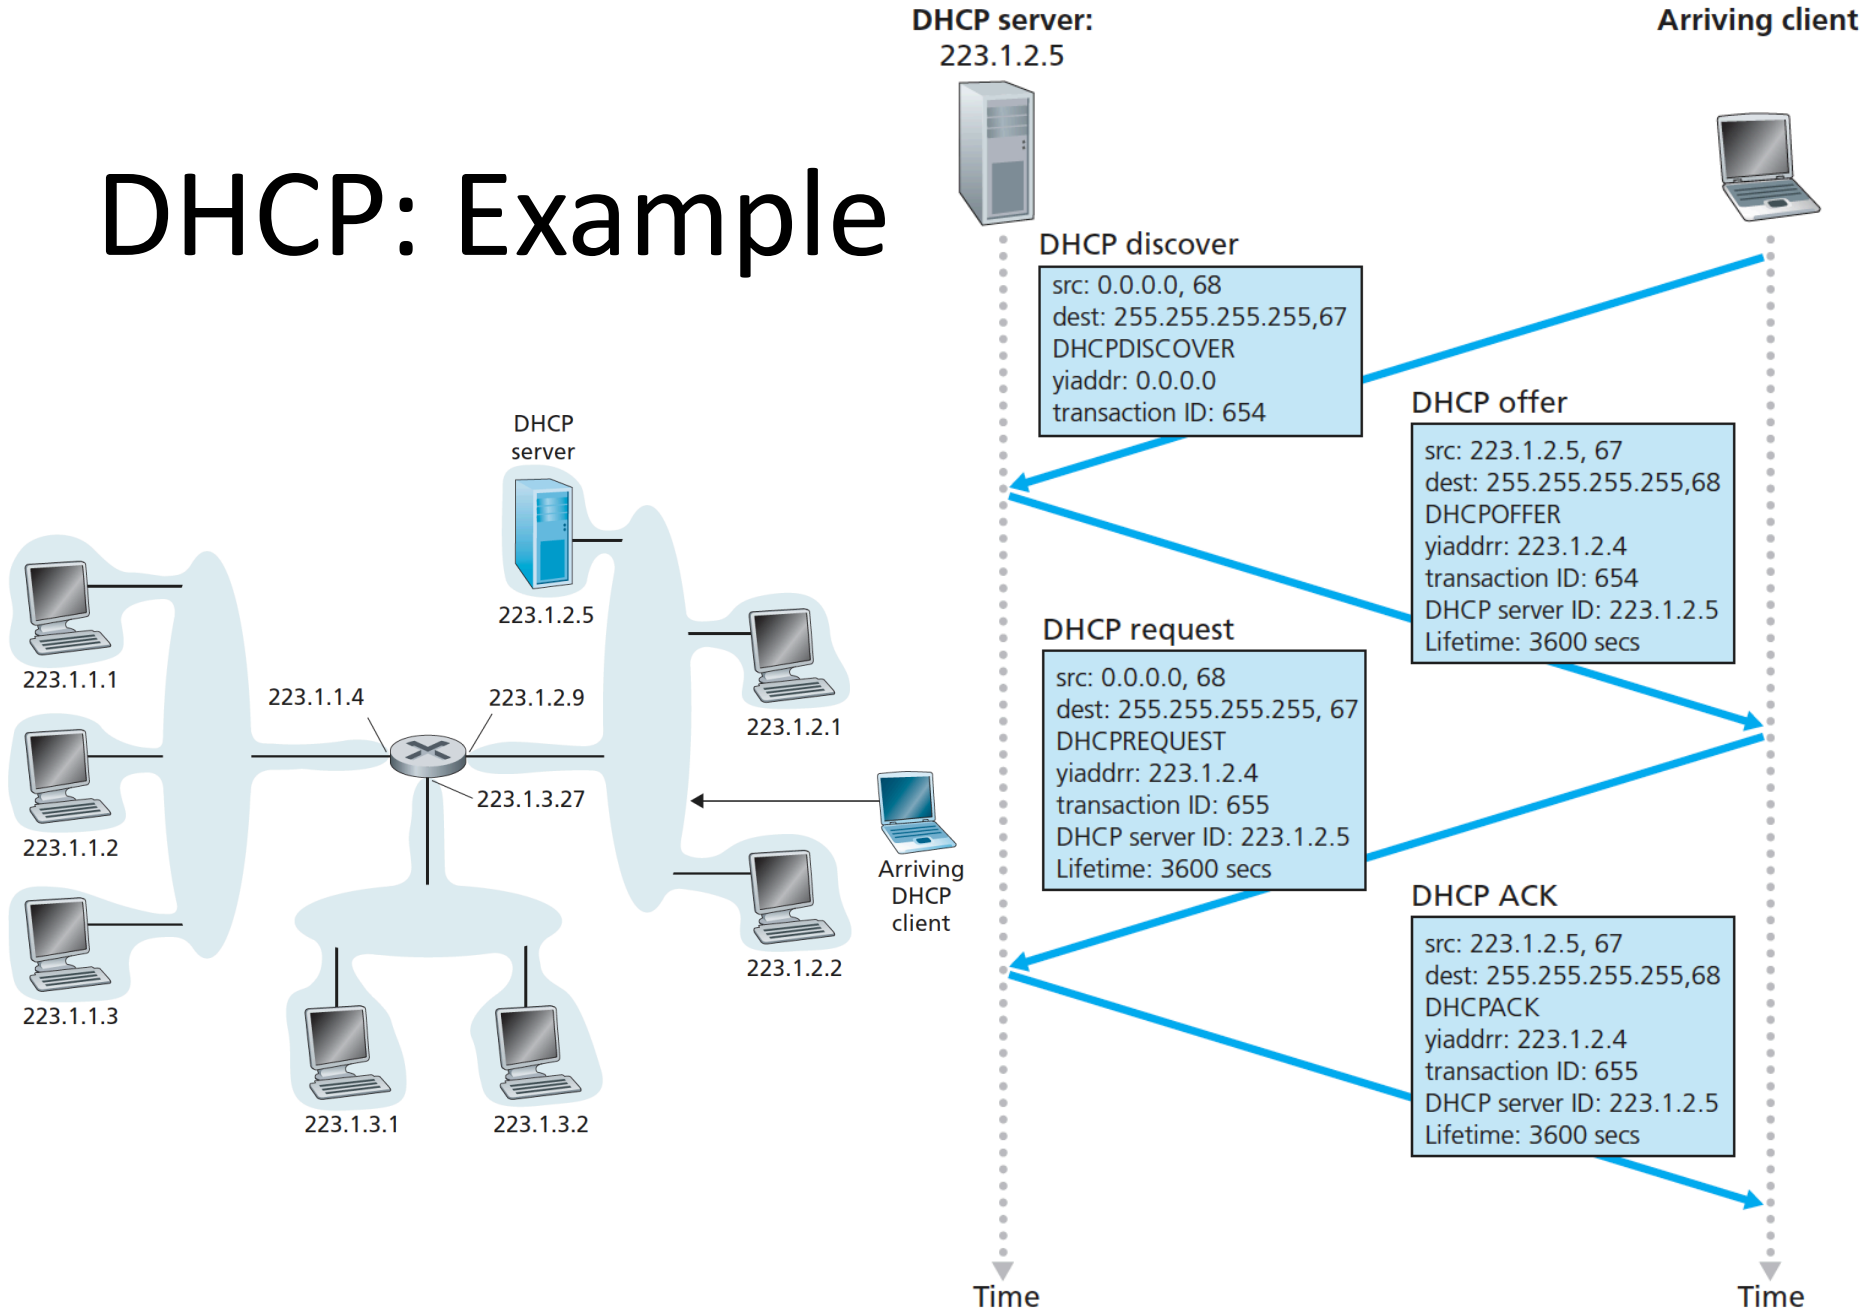 DHCP: Example
DHCP
server
223.1.2.5
223.1.1.1
223.1.1.4
223.1.2.9
223.1.2.1
223.1.3.27
223.1.1.2
Arriving
DHCP
client
223.1.2.2
223.1.1.3
223.1.3.1
223.1.3.2
DHCP server:
223.1.2.5
Arriving client
DHCP discover
src: 0.0.0.0, 68
dest: 255.255.255.255,67
DHCPDISCOVER
yiaddr: 0.0.0.0
transaction ID: 654
DHCP offer
src: 223.1.2.5, 67
dest: 255.255.255.255,68
DHCPOFFER
yiaddrr: 223.1.2.4
transaction ID: 654
DHCP server ID: 223.1.2.5
Lifetime: 3600 secs
DHCP request
src: 0.0.0.0, 68
dest: 255.255.255.255, 67
DHCPREQUEST
yiaddrr: 223.1.2.4
transaction ID: 655
DHCP server ID: 223.1.2.5
Lifetime: 3600 secs
DHCP ACK
src: 223.1.2.5, 67
dest: 255.255.255.255,68
DHCPACK
yiaddrr: 223.1.2.4
transaction ID: 655
DHCP server ID: 223.1.2.5
Lifetime: 3600 secs
Time
Time